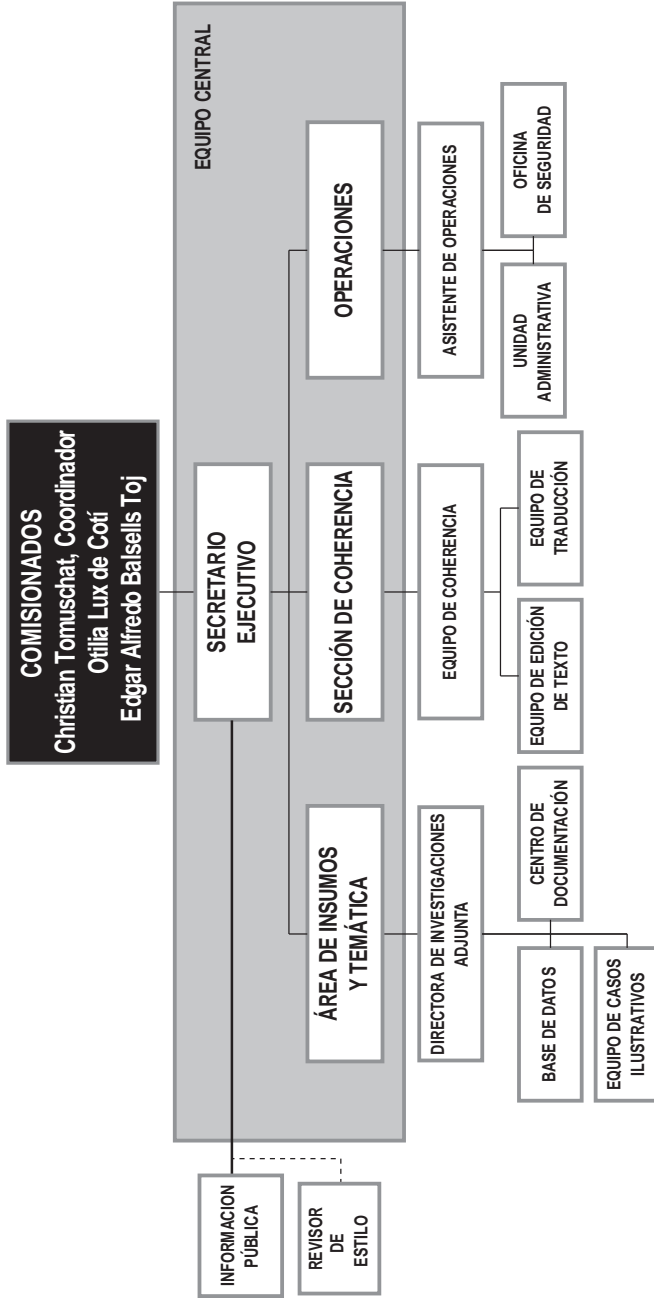 COMISIONADOS
Christian Tomuschat, Coordinador
Otilia Lux de Cotí
Edgar Alfredo Balsells Toj
EQUIPO CENTRAL
SECRETARIO
EJECUTIVO
INFORMACION
PÚBLICA
REVISOR
DE
ESTILO
ÁREA DE INSUMOS
Y TEMÁTICA
SECCIÓN DE COHERENCIA
OPERACIONES
DIRECTORA DE INVESTIGACIONES
ADJUNTA
EQUIPO DE COHERENCIA
ASISTENTE DE OPERACIONES
BASE DE DATOS
CENTRO DE
DOCUMENTACIÓN
EQUIPO DE CASOS
ILUSTRATIVOS
EQUIPO DE EDICIÓN
DE TEXTO
EQUIPO DE
TRADUCCIÓN
UNIDAD
ADMINISTRATIVA
OFICINA
DE SEGURIDAD